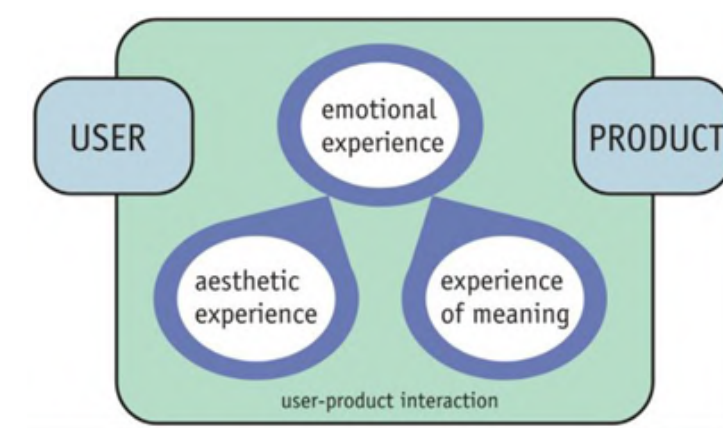 emotional
experience
USER
PRODUCT
aesthetic
experience
experience
of meaning
user-product interaction